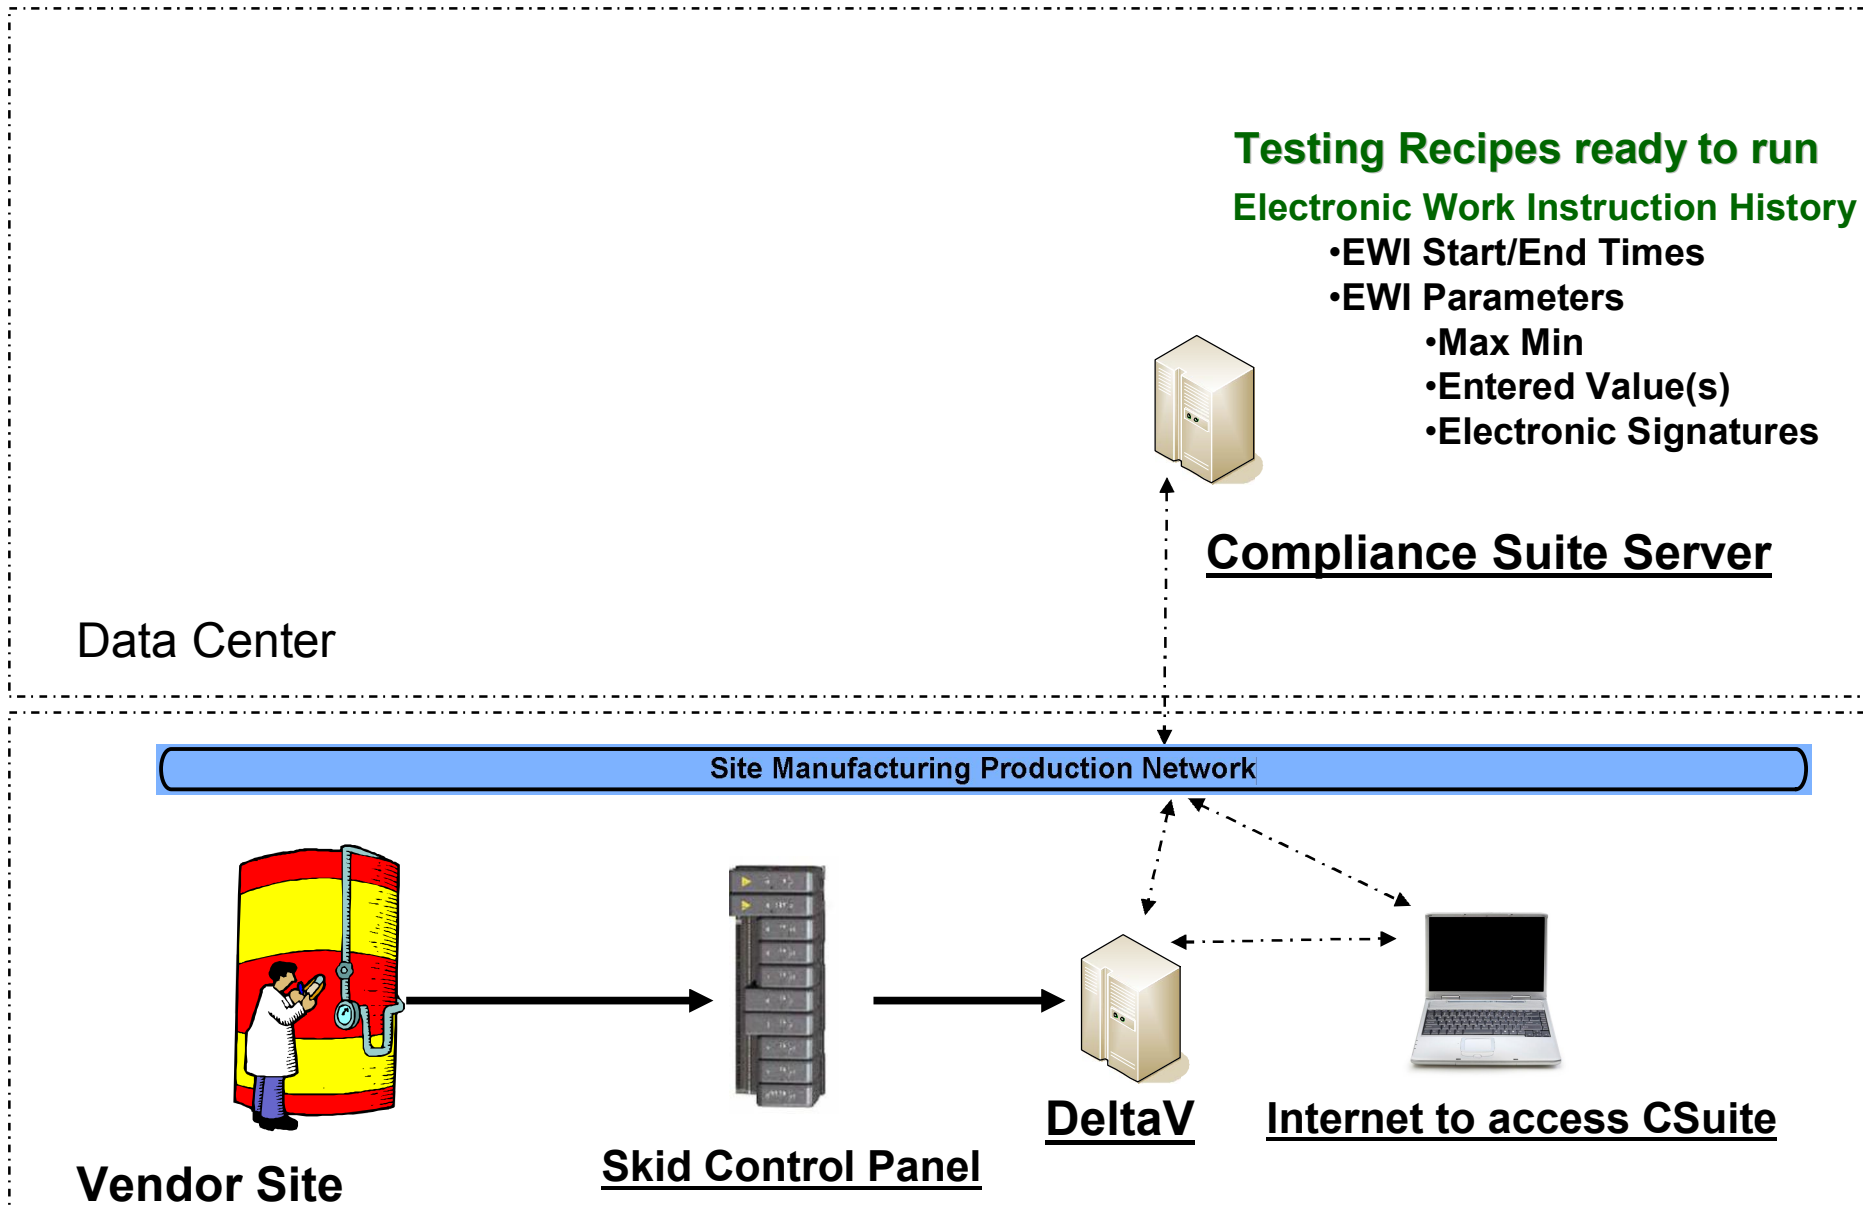 Testing Recipes ready to run
Electronic Work Instruction History
•EWI Start/End Times
•EWI Parameters
•Max Min
•Entered Value(s)
•Electronic Signatures
Compliance Suite Server
Data Center
Site Manufacturing Production Network
DeltaV
Internet to access CSuite
Skid Control Panel
Vendor Site